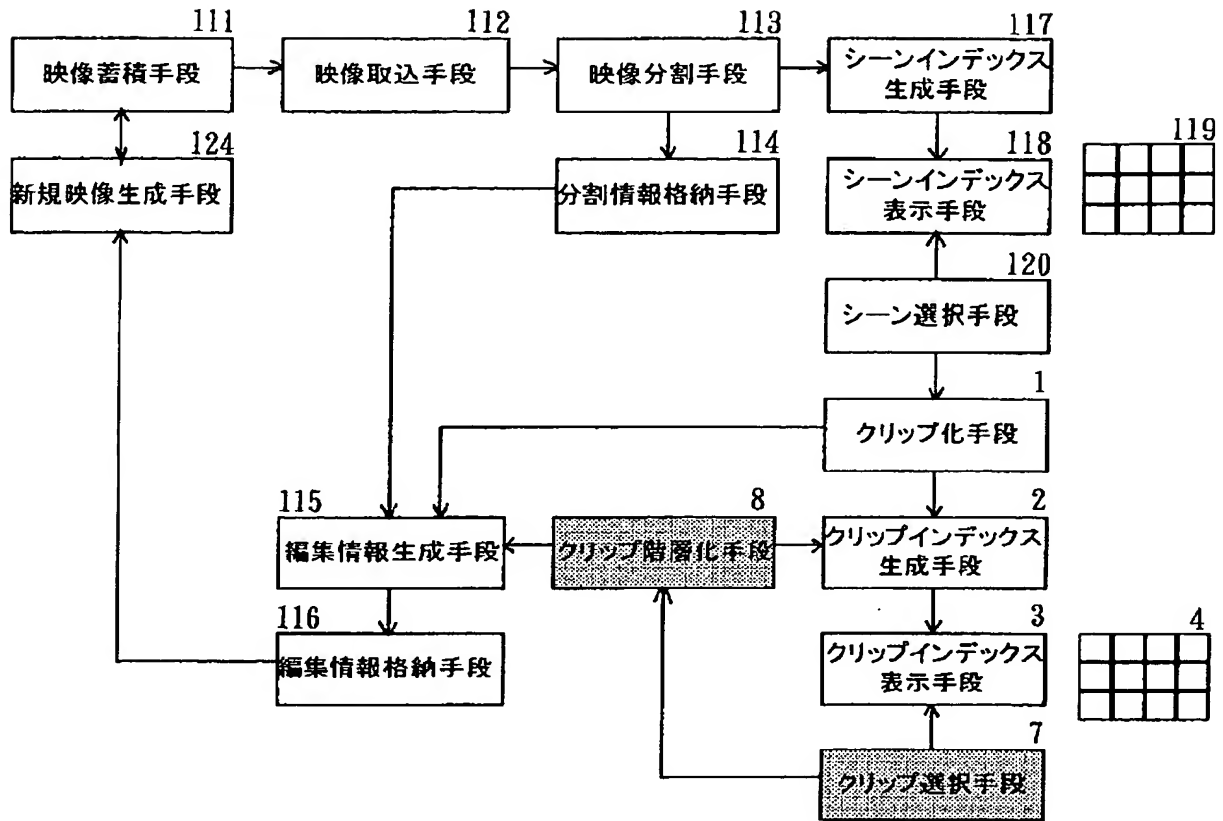 111
映像蓄積手段
112
映像取込手段
113
映像分割手段
117
シーンインデックス
生成手段
124
新規映像生成手段
114
分割情報格納手段
118
シーンインデックス
表示手段
119
120
シーン選択手段
1
クリップ化手段
115
編集情報生成手段
8
クリップ階層化手段
2
クリップインデックス
生成手段
116
編集情報格納手段
3
クリップインデックス
表示手段
4
7
クリップ選択手段